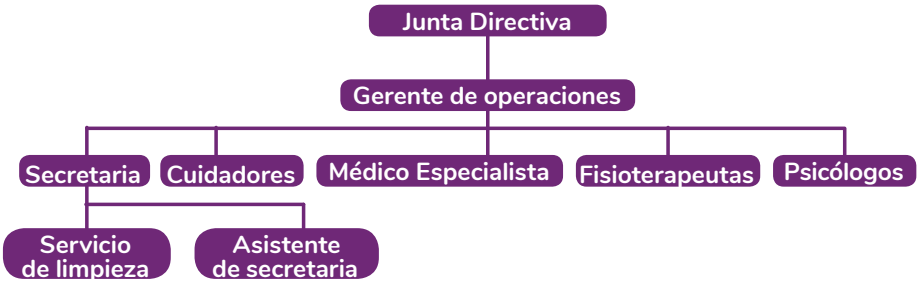 Junta Directiva
Gerente de operaciones
Secretaria
Cuidadores
Médico Especialista
Fisioterapeutas
Psicólogos
Servicio
de limpieza
Asistente
de secretaria